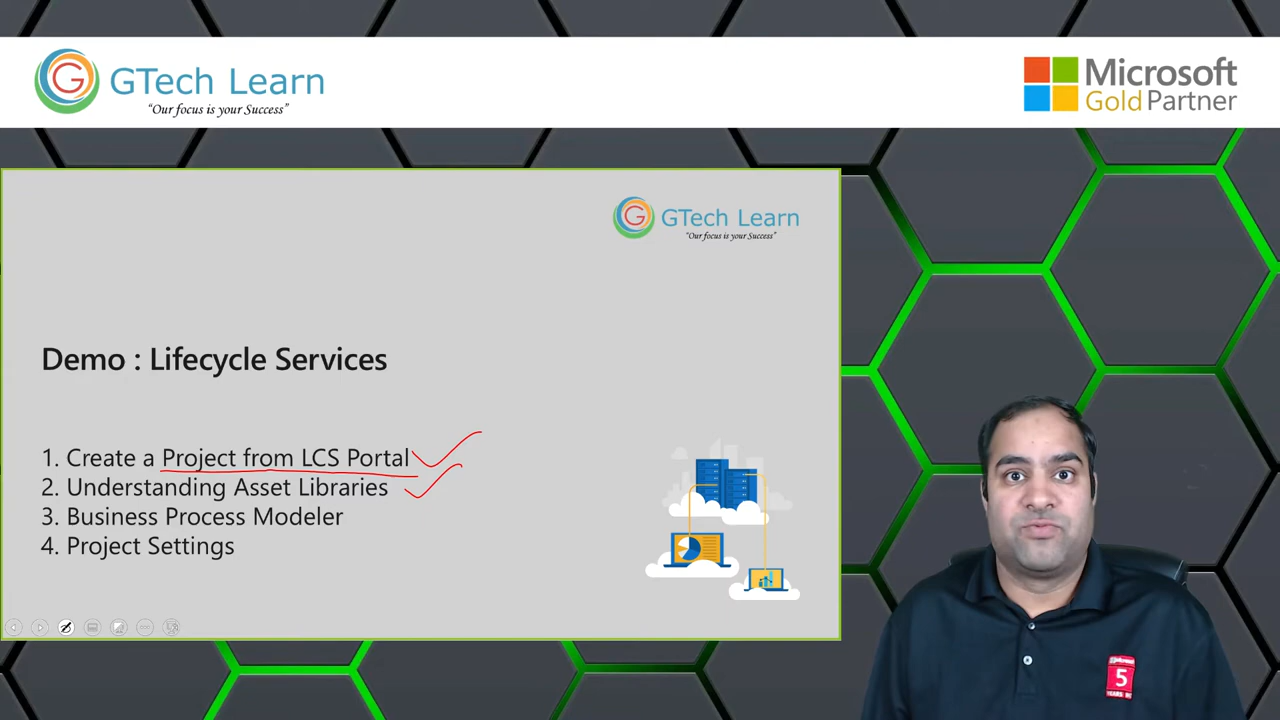 GTech Learn
"Our focus is your Success"
Microsoft
Gold Partner
GTech Learn
"Our focus is your Success"
Demo : Lifecycle Services
1. Create a Project from LCS Portal
2. Understanding Asset Libraries
3. Business Process Modeler
4. Project Settings
5